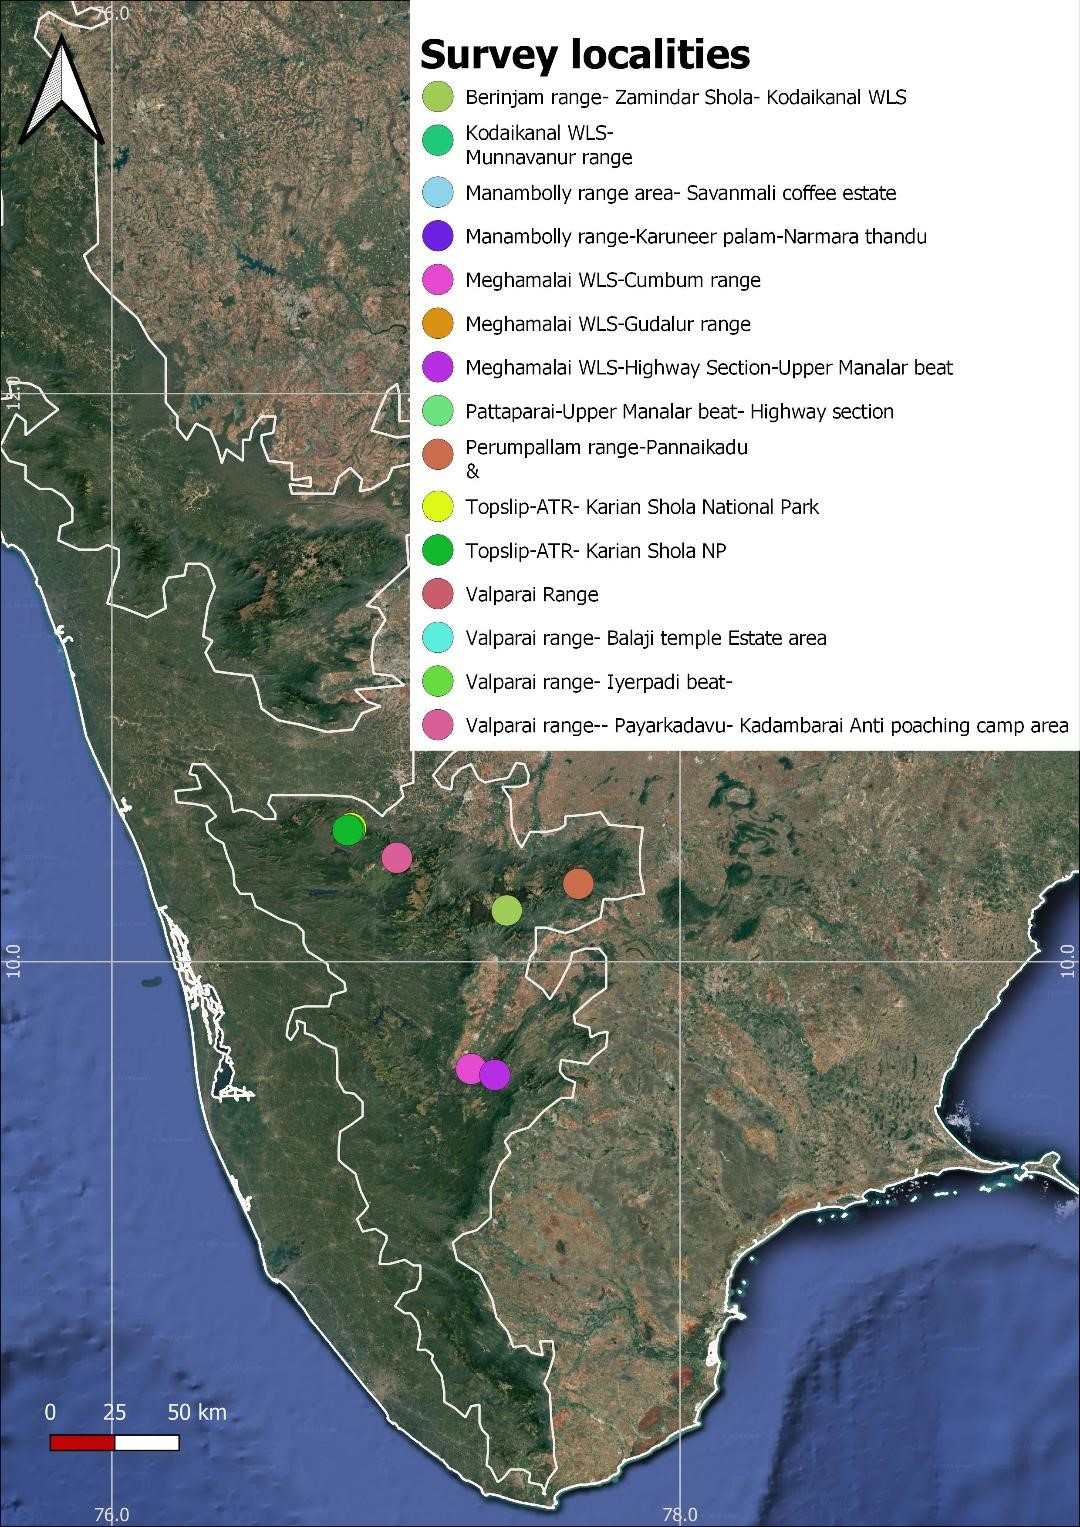 76.0
Survey localities
Berinjam range- Zamindar Shola- Kodaikanal WLS
Kodaikanal WLS-
Munnavanur range
Manambolly range area- Savanmali coffee estate
Manambolly range-Karuneer palam-Narmara thandu
Meghamalai WLS-Cumbum range
Meghamalai WLS-Gudalur range
Meghamalai WLS-Highway Section-Upper Manalar beat
12.0
Pattaparai-Upper Manalar beat- Highway section
Perumpallam range-Pannaikadu
&
Topslip-ATR- Karian Shola National Park
Topslip-ATR- Karian Shola NP
Valparai Range
Valparai range- Balaji temple Estate area
Valparai range- Iyerpadi beat-
Valparai range-- Payarkadavu- Kadambarai Anti poaching camp area
10.0
10.0
0 25 50 km
76.0
78.0